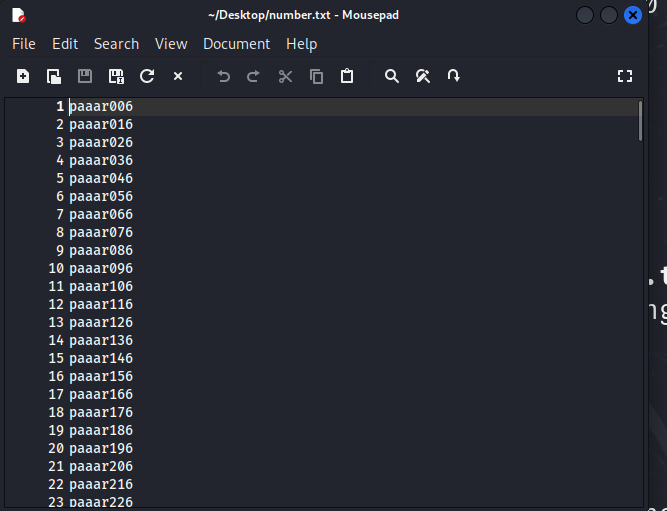 ~/Desktop/number.txt - Mousepad
File Edit Search View Document Help
1 paaar006
2 paaar016
3 paaar026
4 paaar036
5 paaar046
6 paaar056
7 paaar066
8 paaar076
9 paaar086
10 paaar096
11 paaar106
12 paaar116
13 paaar126
14 paaar136
15 paaar146
16 paaar156
17 paaar166
18 paaar176
19 paaar186
20 paaar196
21 paaar206
22 paaar216
23 paaar226